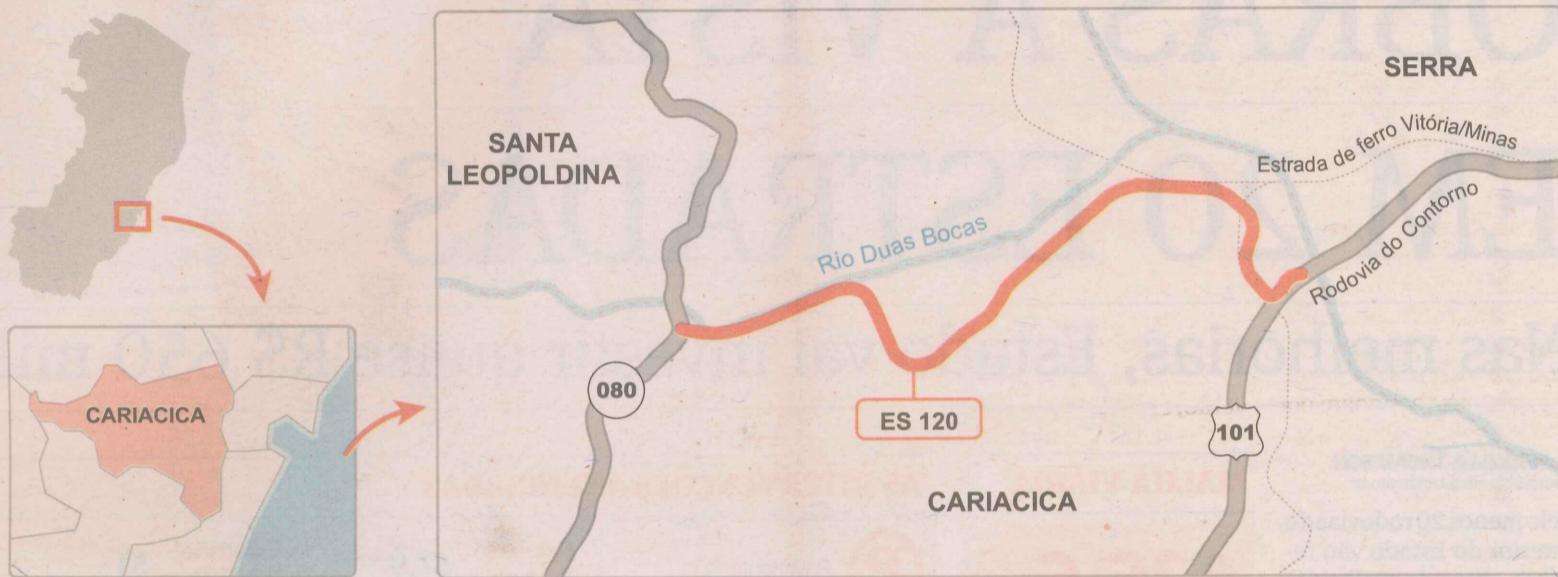 SERRA
SANTA
LEOPOLDINA
Estrada de ferro Vitória/Minas
Rio Duas Bocas
Rodovia do Contorno
080
ES 120
101
CARIACICA
CARIACICA